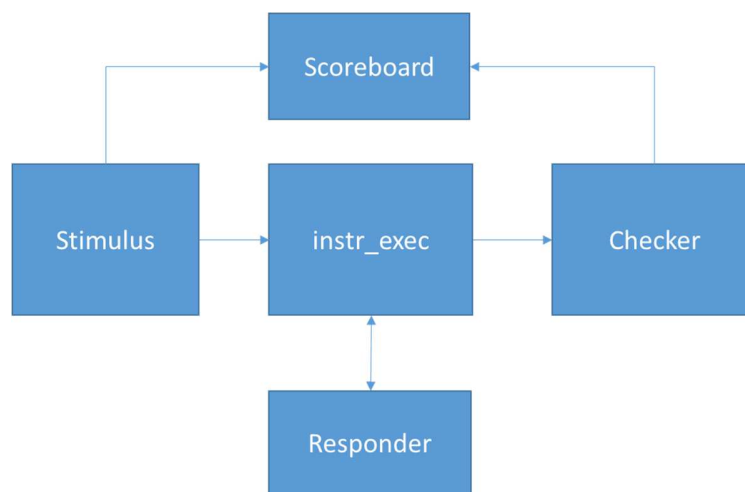 Scoreboard
Stimulus
instr_exec
Checker
Responder